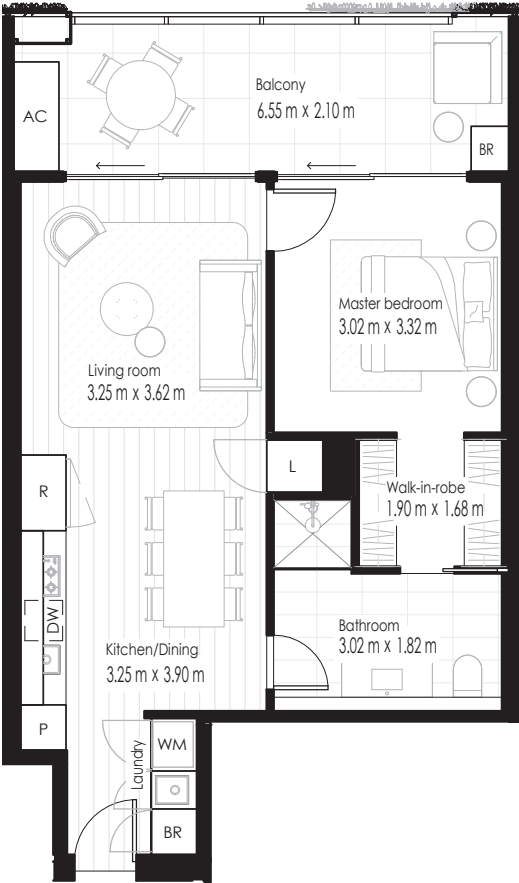 Balcony
6.55 m x 2.10 m
AC
BR
Master bedroom
3.02 m x 3.32 m
Living room
3.25 m x 3.62 m
L
R
Walk-in-robe
1.90 m x 1.68 m
DW
Bathroom
3.02 m x 1.82 m
Kitchen/Dining
3.25 m x 3.90 m
P
Laundry
WM
BR